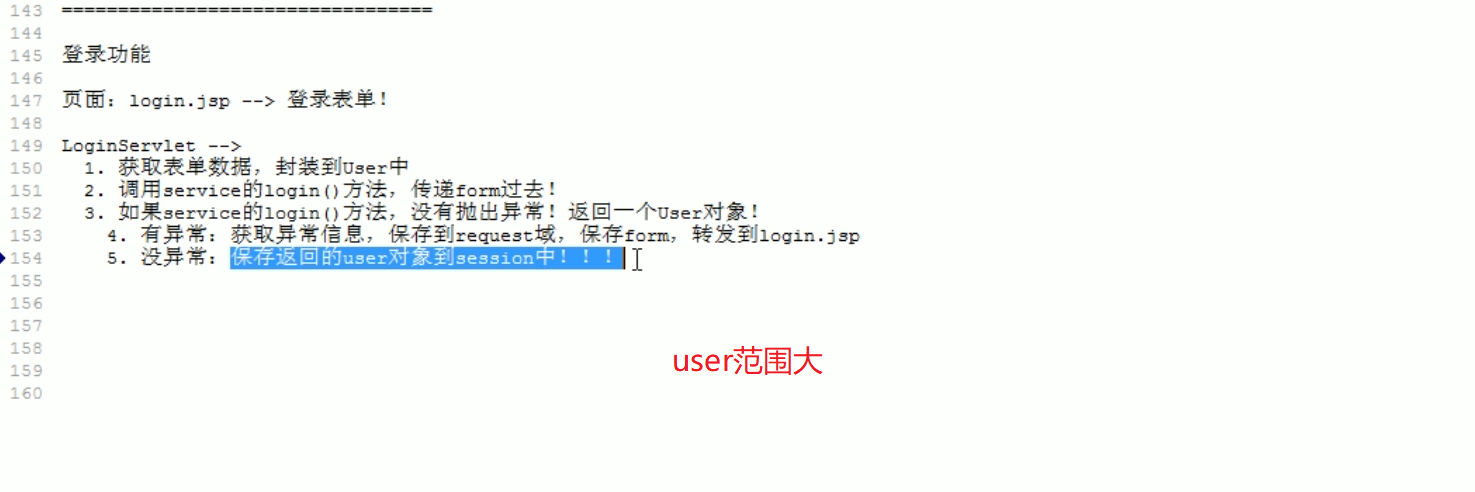 143 =================================
144
145 登录功能
146
147 页面：login.jsp --> 登录表单！
148
149 LoginServlet -->
150 1. 获取表单数据，封装到User中
151 2. 调用service的login()方法，传递form过去！
152 3. 如果service的login()方法，没有抛出异常！返回一个User对象！
153 4. 有异常：获取异常信息，保存到request域，保存form，转发到login.jsp
154 5. 没异常：保存返回的user对象到session中！！！
155
156
157
158
user范围大
159
160